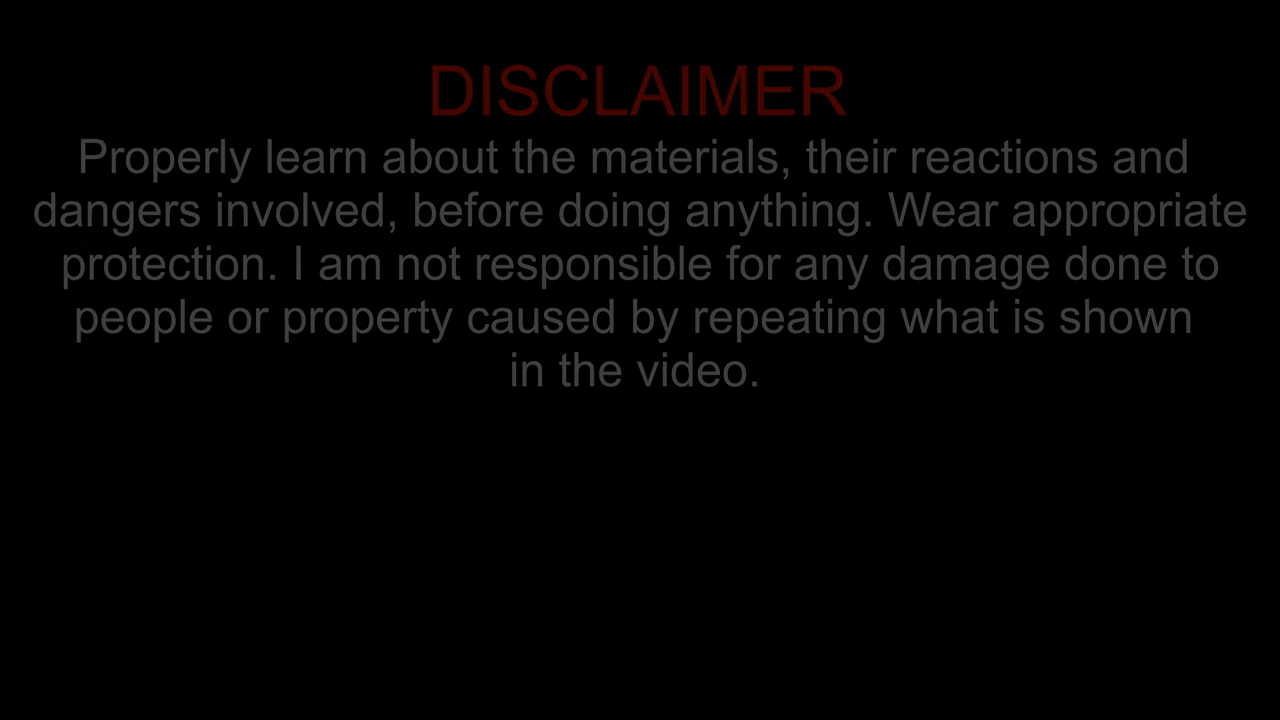 DISCLAIMER
Properly learn about the materials, their reactions and
dangers involved, before doing anything. Wear appropriate
protection. I am not responsible for any damage done to
people or property caused by repeating what is shown
in the video.